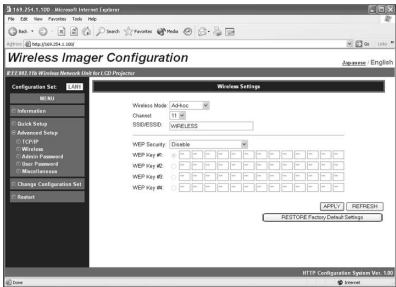 169.254.1.100 - Microsoft Internet Explorer
File Edit View Favorites Tools Help
Back Search Favorites Media
Address http://169.254.1.100/ Go Links
Wireless Imager Configuration
Japanese / English
IEEE802.11b Wireless Network Unit for LCD Projector
Configuration Set: LAN1
MENU
Information
Quick Setup
Advanced Setup
TCP/IP
Wireless
Admin Password
User Password
Miscellaneous
Change Configuration Set
Restart
Wireless Settings
Wireless Mode: Ad-hoc
Channel: 11
SSID/ESSID: WIRELESS
WEP Security: Disable
WEP Key #1:
WEP Key #2:
WEP Key #3:
WEP Key #4:
APPLY REFRESH
RESTORE Factory Default Settings
HTTP Configuration System Ver. 1.00
Done Internet